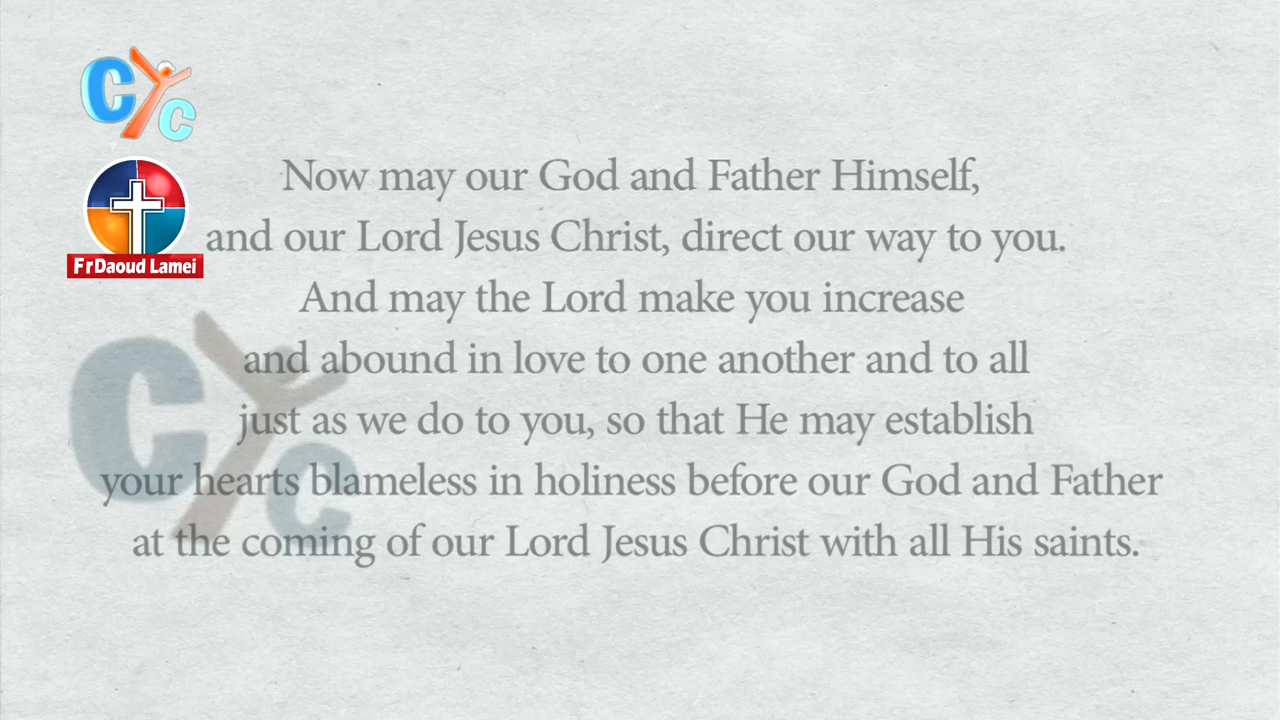 CYC
FrDaoud Lamei
Now may our God and Father Himself,
and our Lord Jesus Christ, direct our way to you.
And may the Lord make you increase
and abound in love to one another and to all
just as we do to you, so that He may establish
your hearts blameless in holiness before our God and Father
at the coming of our Lord Jesus Christ with all His saints.
CYC